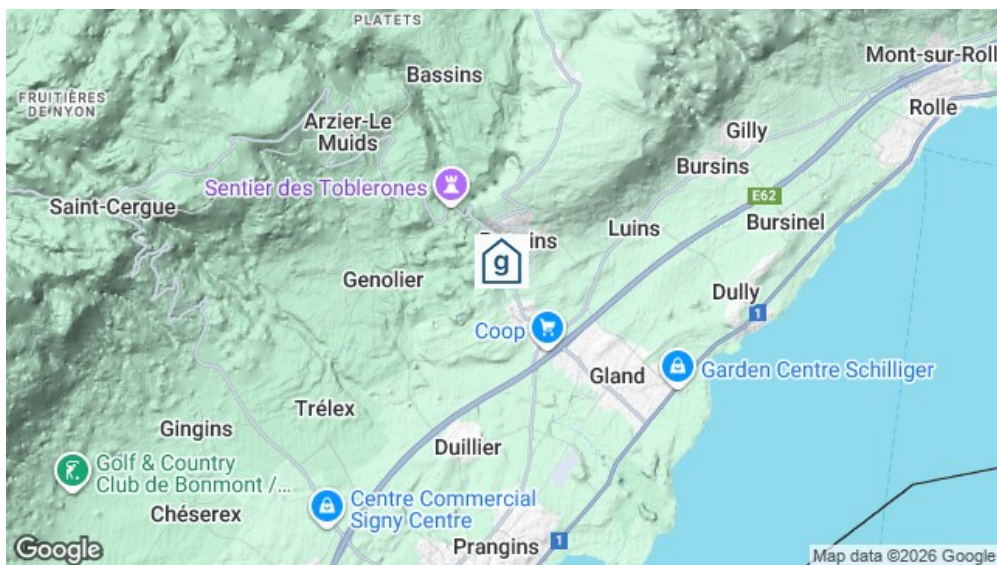 PLATETS
Mont-sur-Roll
Bassins
FRUITIÈRES
DE NYON
Rolle
Arzier-Le
Muids
Gilly
Bursins
Sentier des Toblerones
E62
Saint-Cergue
Bursinel
Luins
g
Genolier
Dully
1
Coop
Gland
Garden Centre Schilliger
Trélex
Gingins
Duillier
Golf & Country
Club de Bonmont /...
Centre Commercial
Signy Centre
Chéserex
Prangins
1
Google
Map data ©2026 Google